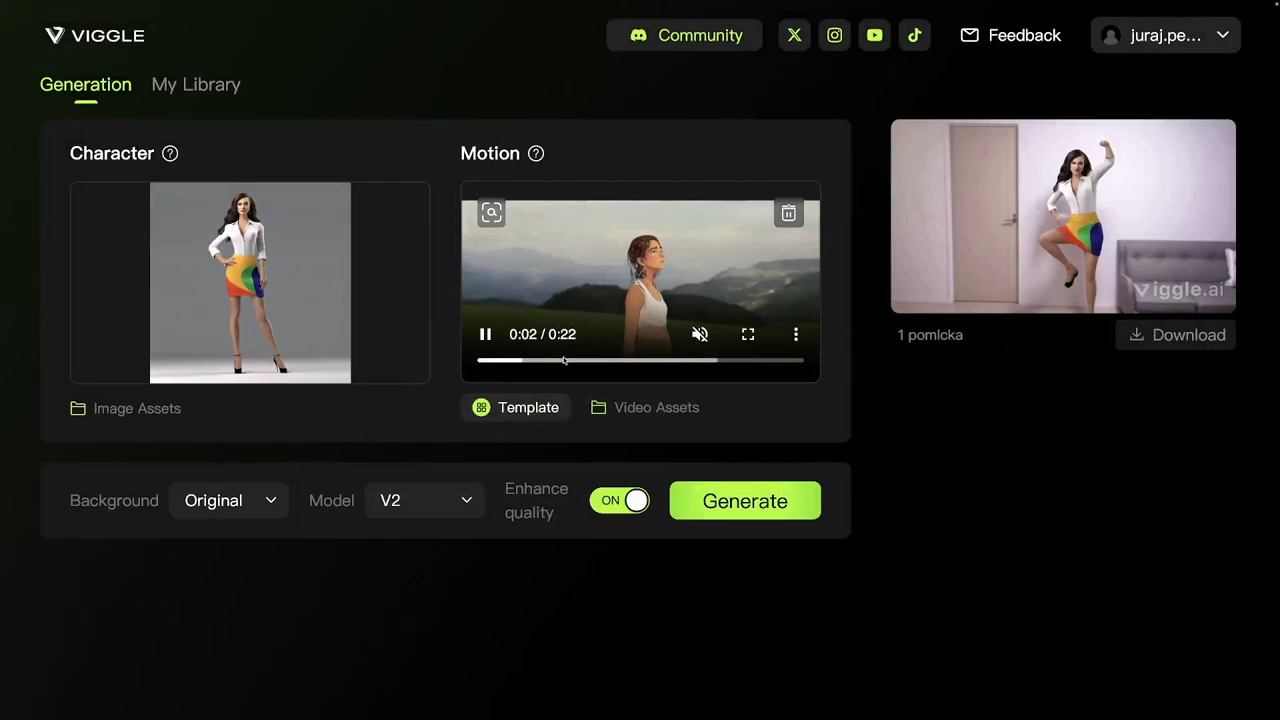 VIGGLE
Community
Feedback
juraj.pe...
Generation
My Library
Character ?
Motion ?
0:02 / 0:22
Image Assets
Template
Video Assets
Viggle.ai
1 pomlcka
Download
Background
Original
Model
V2
Enhance
quality
ON
Generate